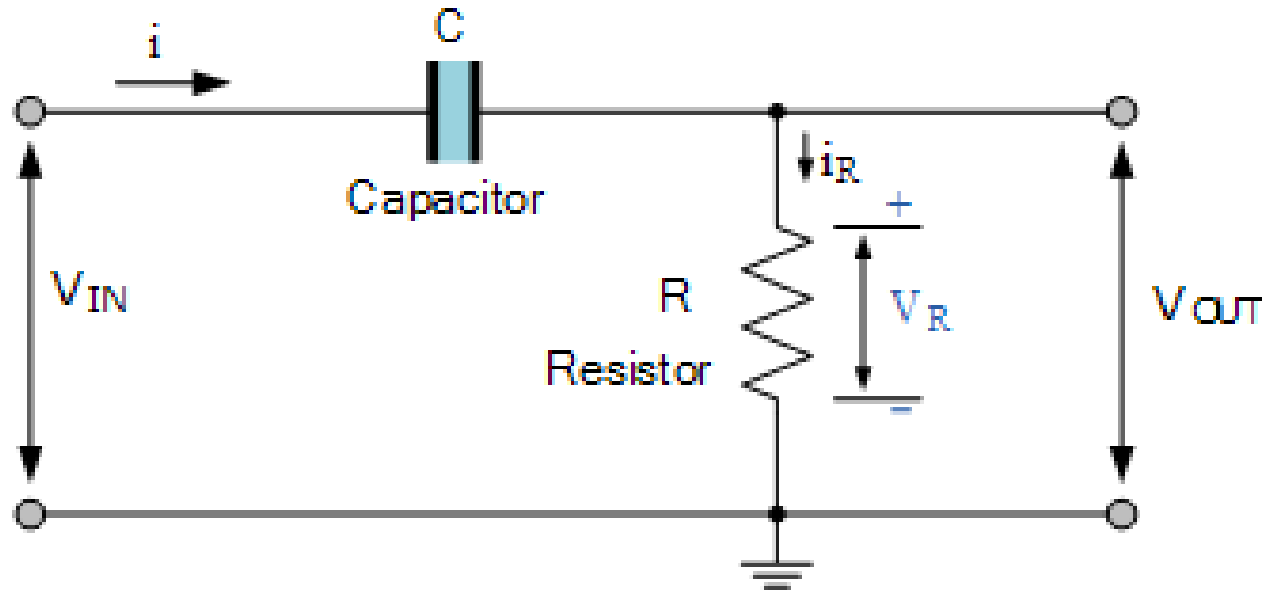 i
C
Capacitor
iR
+
VIN
R
VR
VOUT
Resistor
-